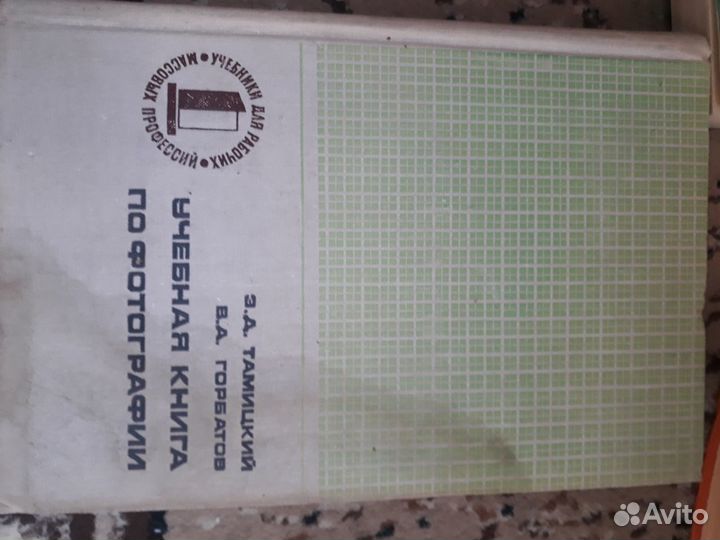 УЧЕБНИКИ ДЛЯ РАБОЧИХ МАССОВЫХ ПРОФЕССИЙ
Э.Д. ТАМИЦКИЙ
В.А. ГОРБАТОВ
УЧЕБНАЯ КНИГА
ПО ФОТОГРАФИИ
Avito